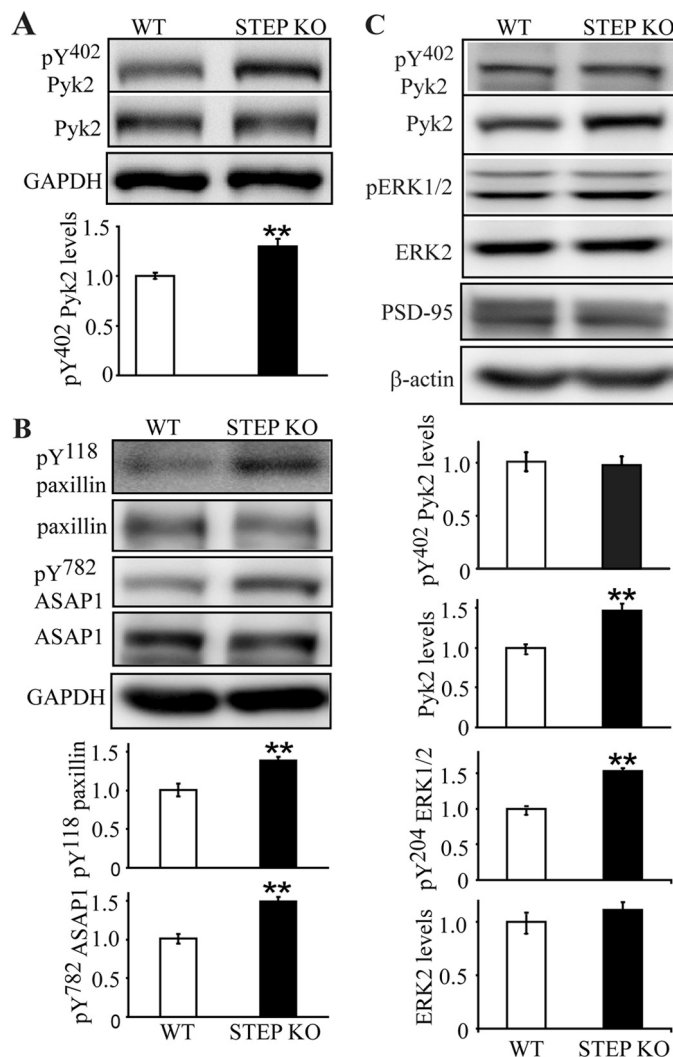 A
WT STEP KO
pY402
Pyk2
Pyk2
GAPDH
**
1.5
1.0
0.5
0
pY402 Pyk2 levels
B
WT STEP KO
pY118
paxillin
paxillin
pY782
ASAP1
ASAP1
GAPDH
**
1.5
1.0
0.5
0
pY118 paxillin
**
1.5
1.0
0.5
0
pY782 ASAP1
WT STEP KO
C
WT STEP KO
pY402
Pyk2
Pyk2
pERK1/2
ERK2
PSD-95
β-actin
1.0
0.5
0
pY402 Pyk2 levels
**
1.5
1.0
0.5
0
Pyk2 levels
**
1.5
1.0
0.5
0
pY204 ERK1/2
1.0
0.5
0
ERK2 levels
WT STEP KO